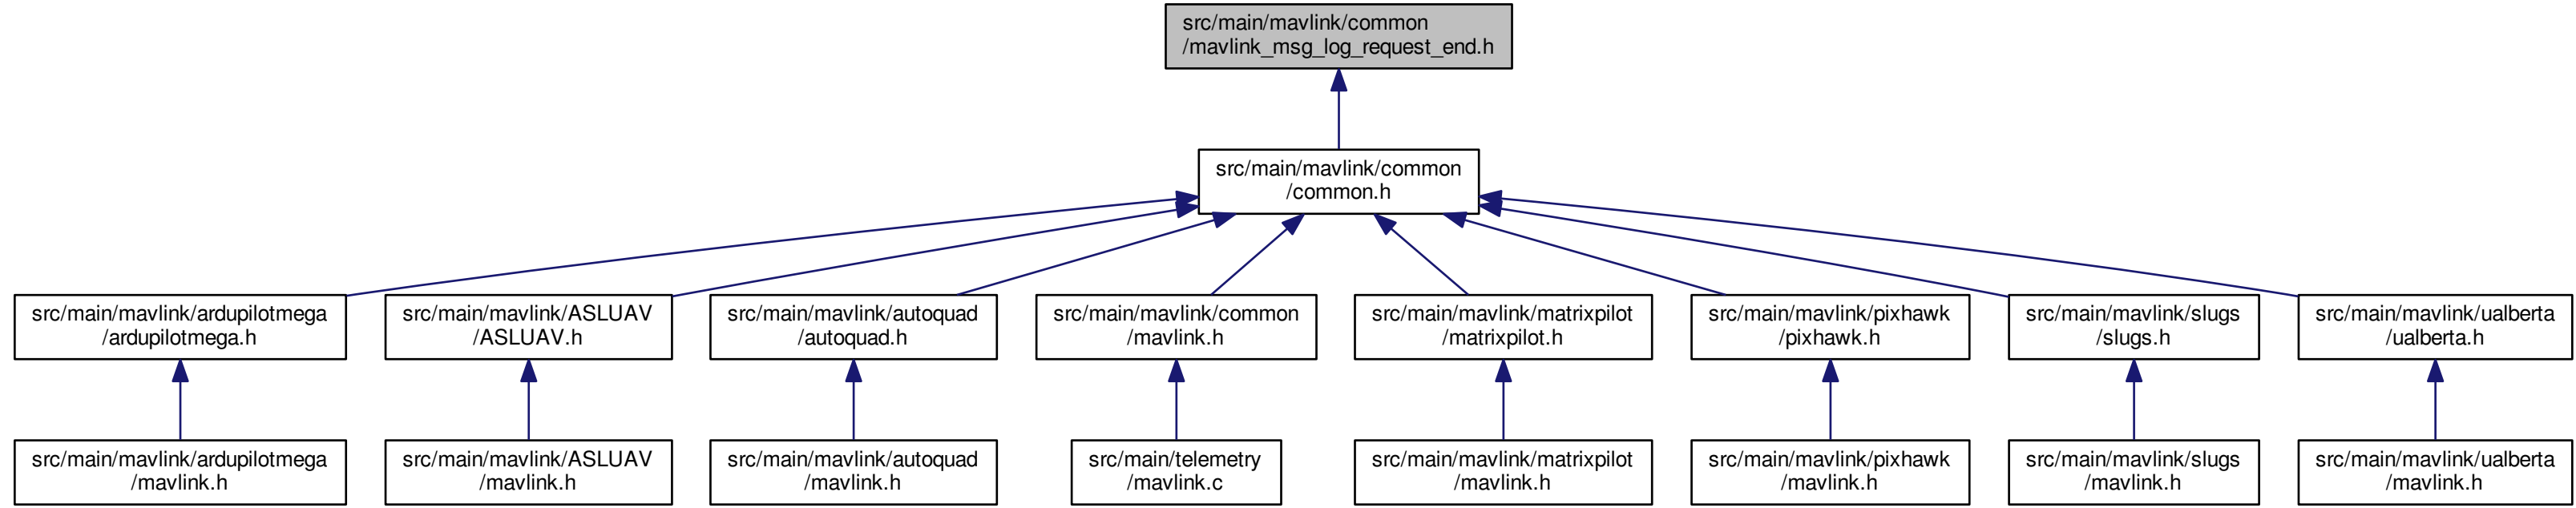 src/main/mavlink/common
/mavlink_msg_log_request_end.h
src/main/mavlink/common
/common.h
src/main/mavlink/ardupilotmega
/ardupilotmega.h
src/main/mavlink/ASLUAV
/ASLUAV.h
src/main/mavlink/autoquad
/autoquad.h
src/main/mavlink/common
/mavlink.h
src/main/mavlink/matrixpilot
/matrixpilot.h
src/main/mavlink/pixhawk
/pixhawk.h
src/main/mavlink/slugs
/slugs.h
src/main/mavlink/ualberta
/ualberta.h
src/main/mavlink/ardupilotmega
/mavlink.h
src/main/mavlink/ASLUAV
/mavlink.h
src/main/mavlink/autoquad
/mavlink.h
src/main/telemetry
/mavlink.c
src/main/mavlink/matrixpilot
/mavlink.h
src/main/mavlink/pixhawk
/mavlink.h
src/main/mavlink/slugs
/mavlink.h
src/main/mavlink/ualberta
/mavlink.h